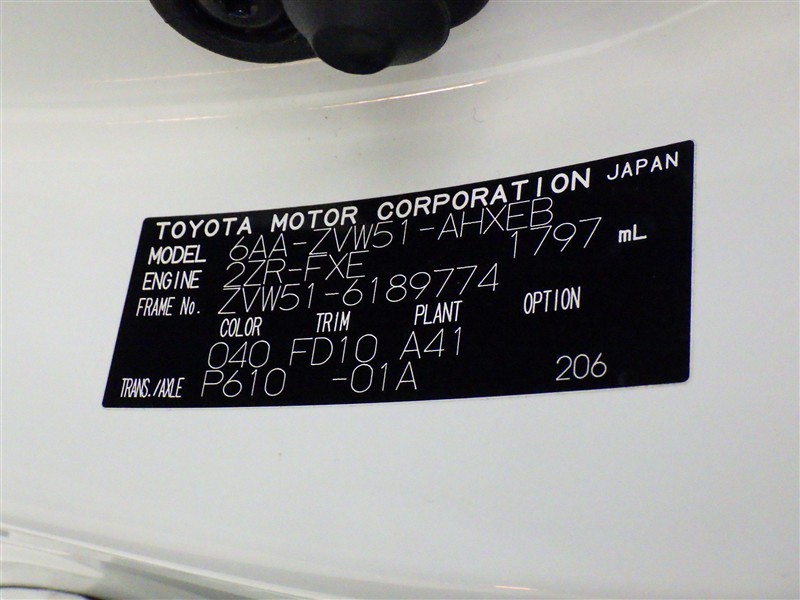 TOYOTA MOTOR CORPORATION JAPAN
MODEL 6AA-ZVW51-AHXEB
ENGINE 2ZR-FXE 1797 mL
FRAME No. ZVW51-6189774
COLOR TRIM PLANT OPTION
040 FD10 A41
TRANS./AXLE P610 -01A 206